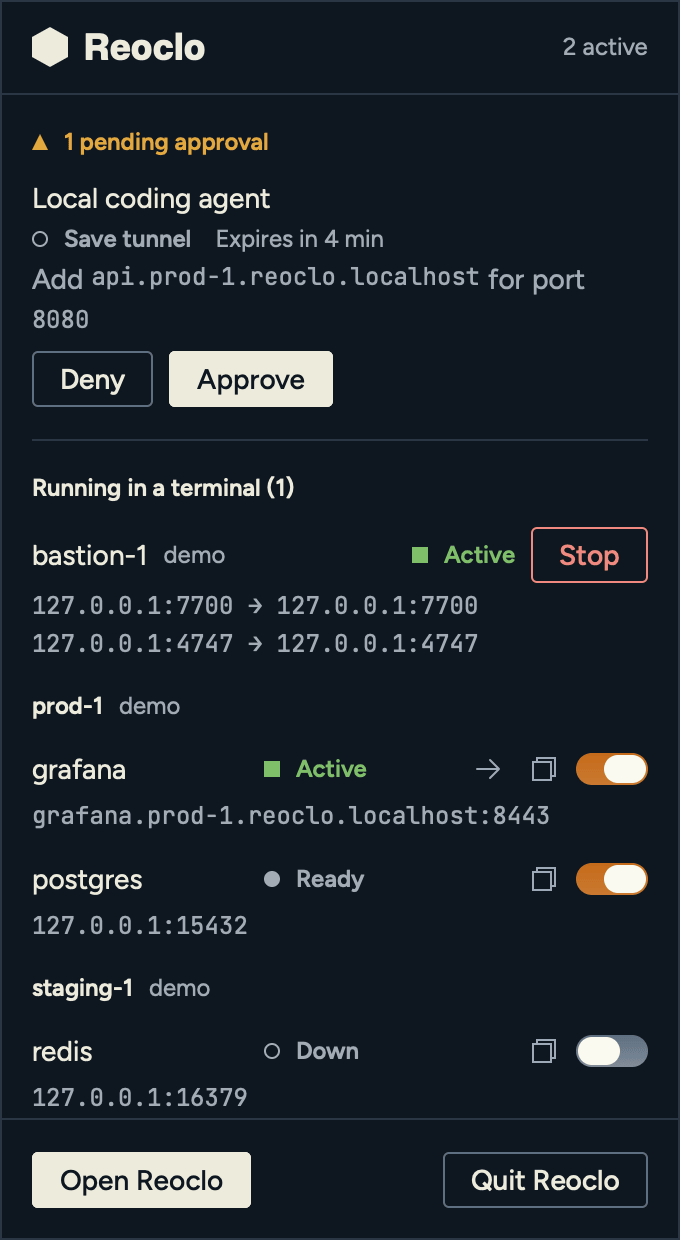 Reoclo
2 active
1 pending approval
Local coding agent
Save tunnel Expires in 4 min
Add api.prod-1.reoclo.localhost for port
8080
Deny Approve
Running in a terminal (1)
bastion-1 demo Active Stop
127.0.0.1:7700 → 127.0.0.1:7700
127.0.0.1:4747 → 127.0.0.1:4747
prod-1 demo
grafana Active
grafana.prod-1.reoclo.localhost:8443
postgres Ready
127.0.0.1:15432
staging-1 demo
redis Down
127.0.0.1:16379
Open Reoclo Quit Reoclo